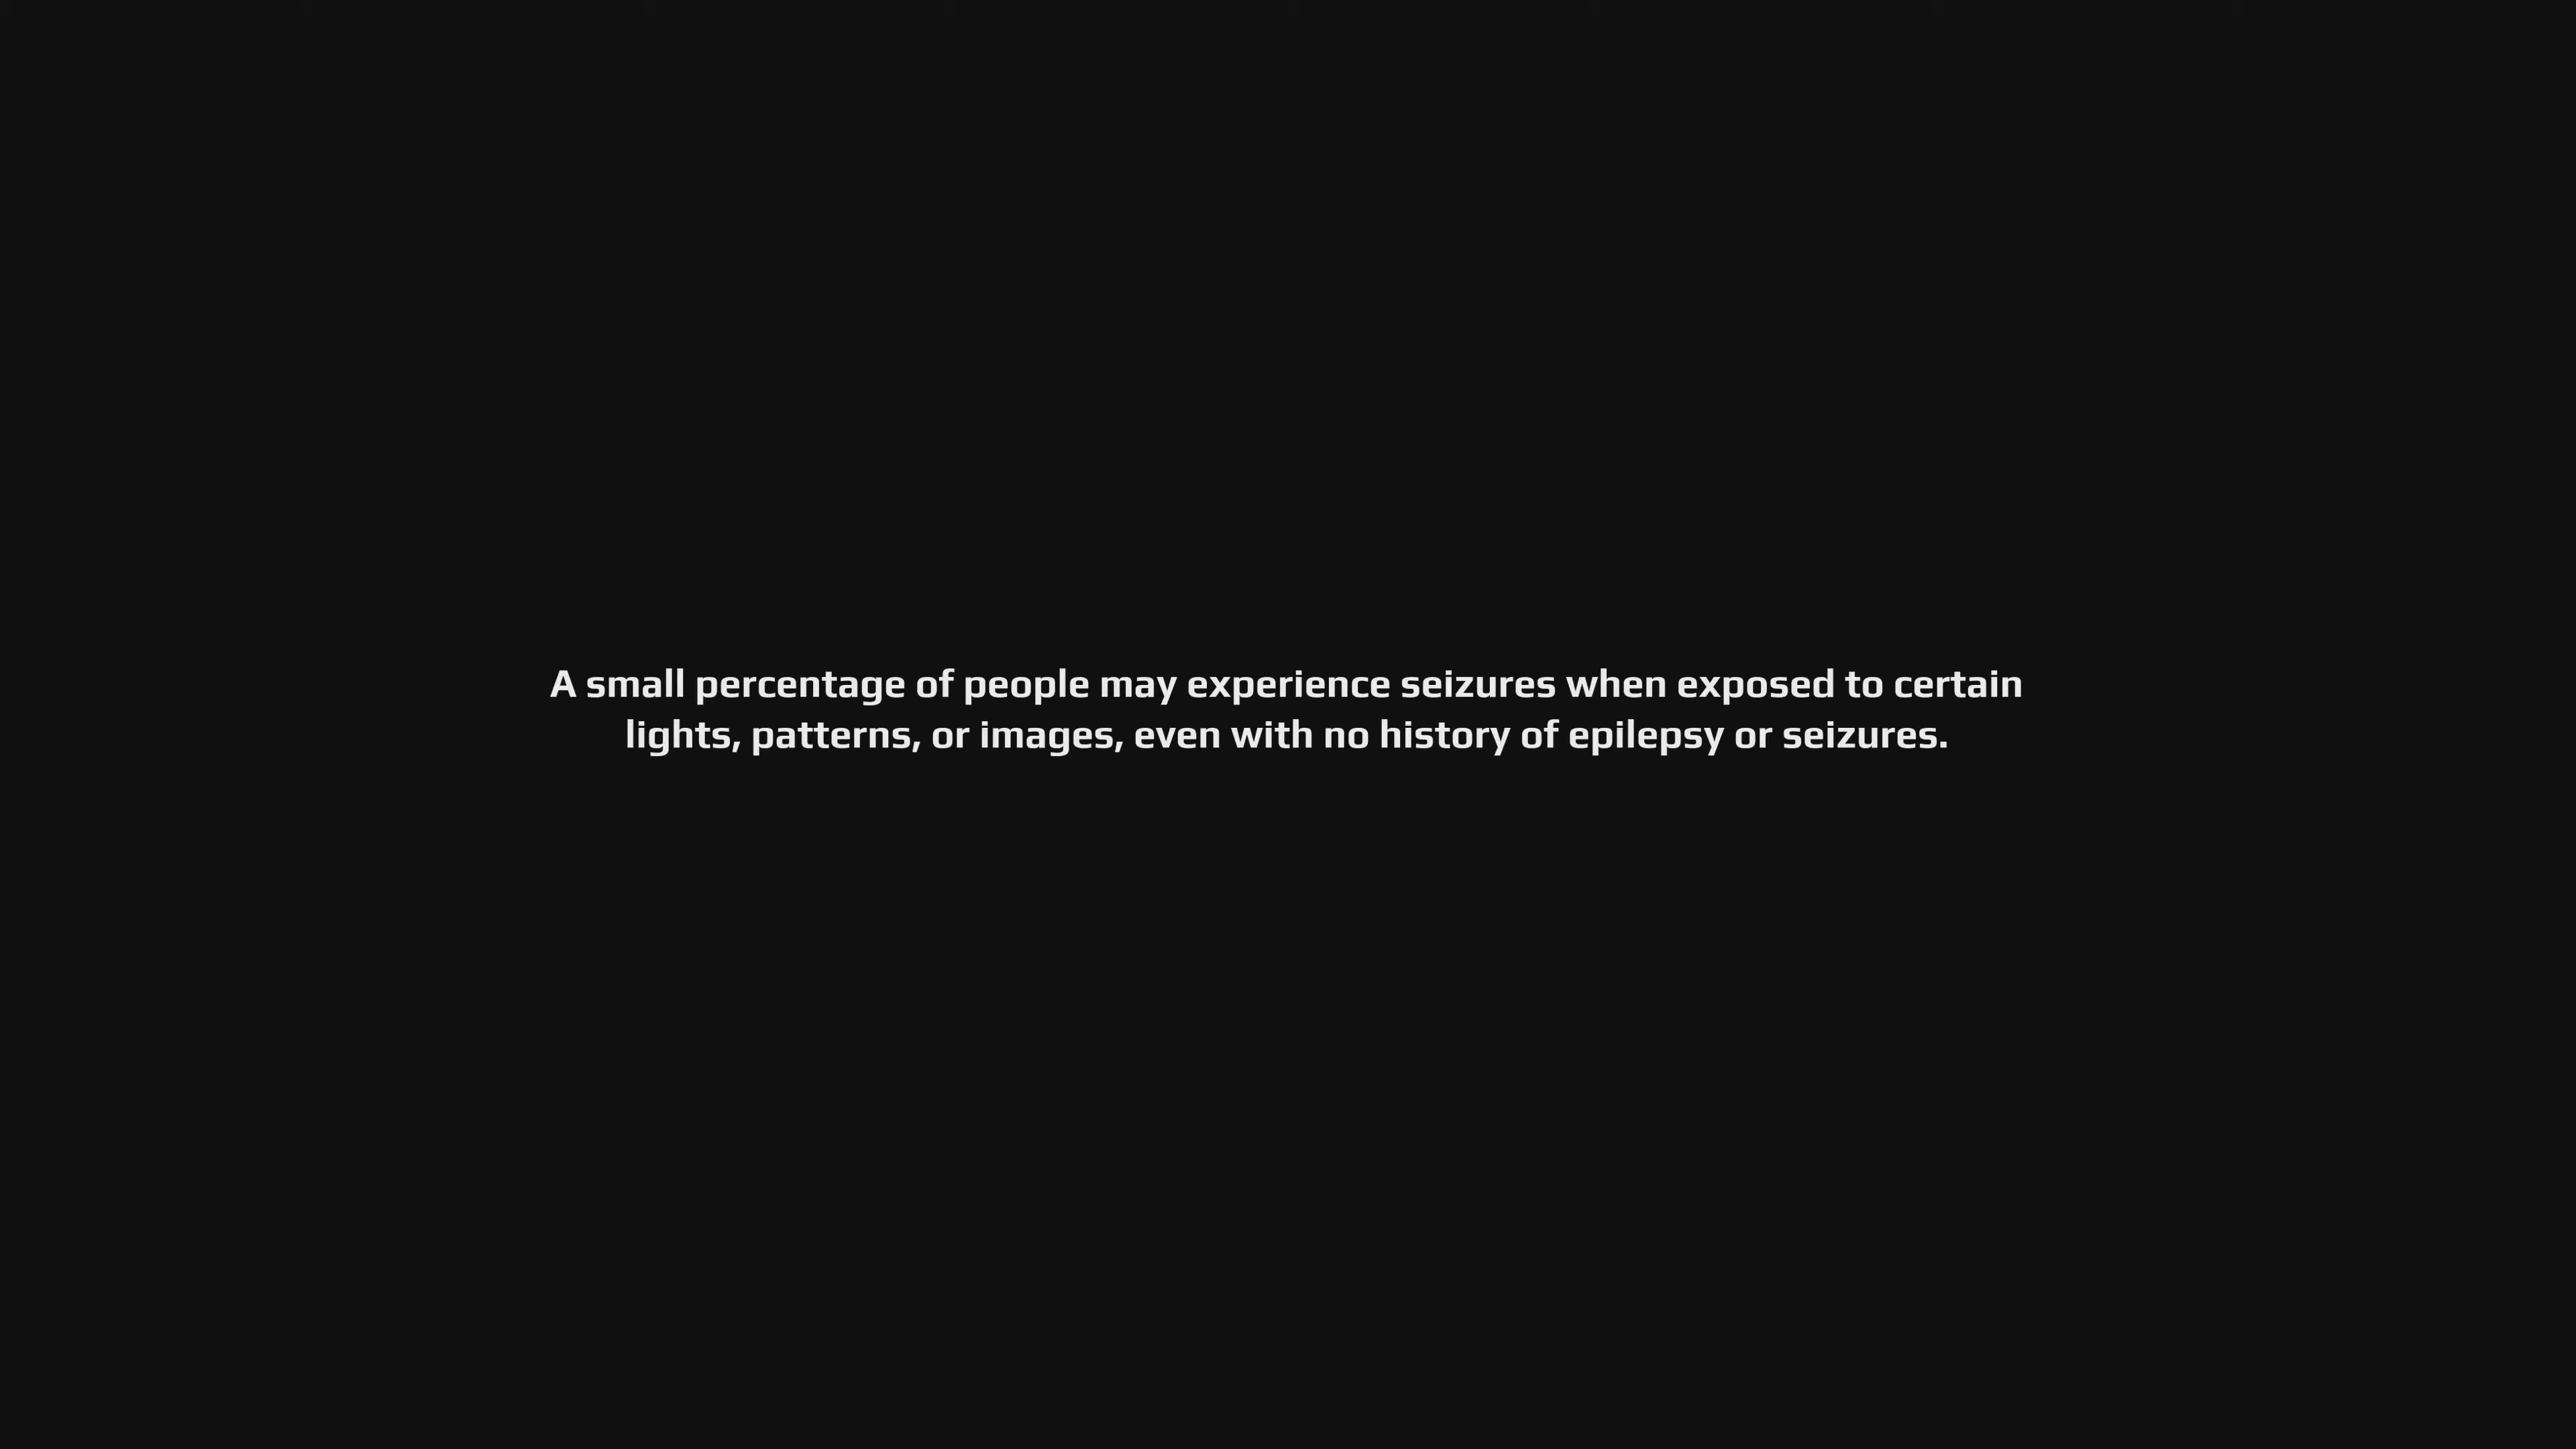 A small percentage of people may experience seizures when exposed to certain
lights, patterns, or images, even with no history of epilepsy or seizures.